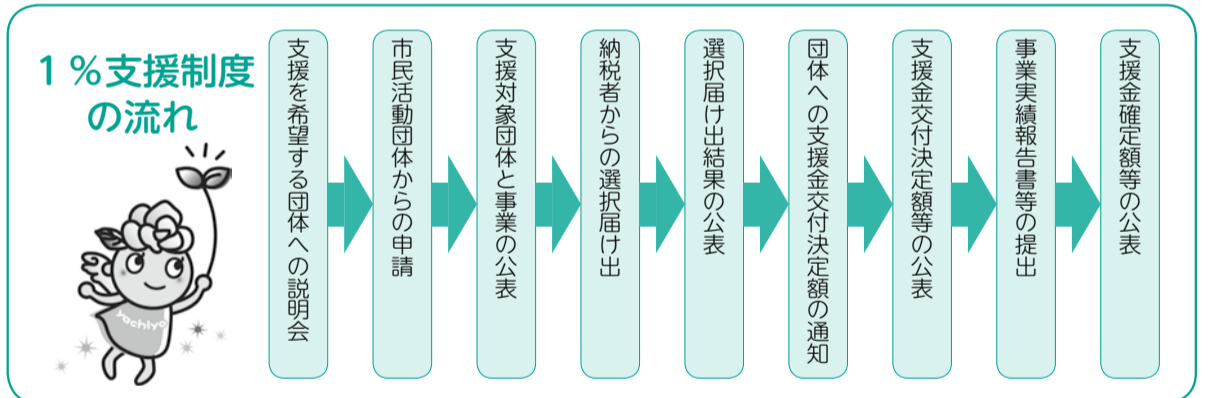 1%支援制度
の流れ
yachiyo
支援を希望する団体への説明会
市民活動団体からの申請
支援対象団体と事業の公表
納税者からの選択届け出
選択届け出結果の公表
団体への支援金交付決定額の通知
支援金交付決定額等の公表
事業実績報告書等の提出
支援金確定額等の公表